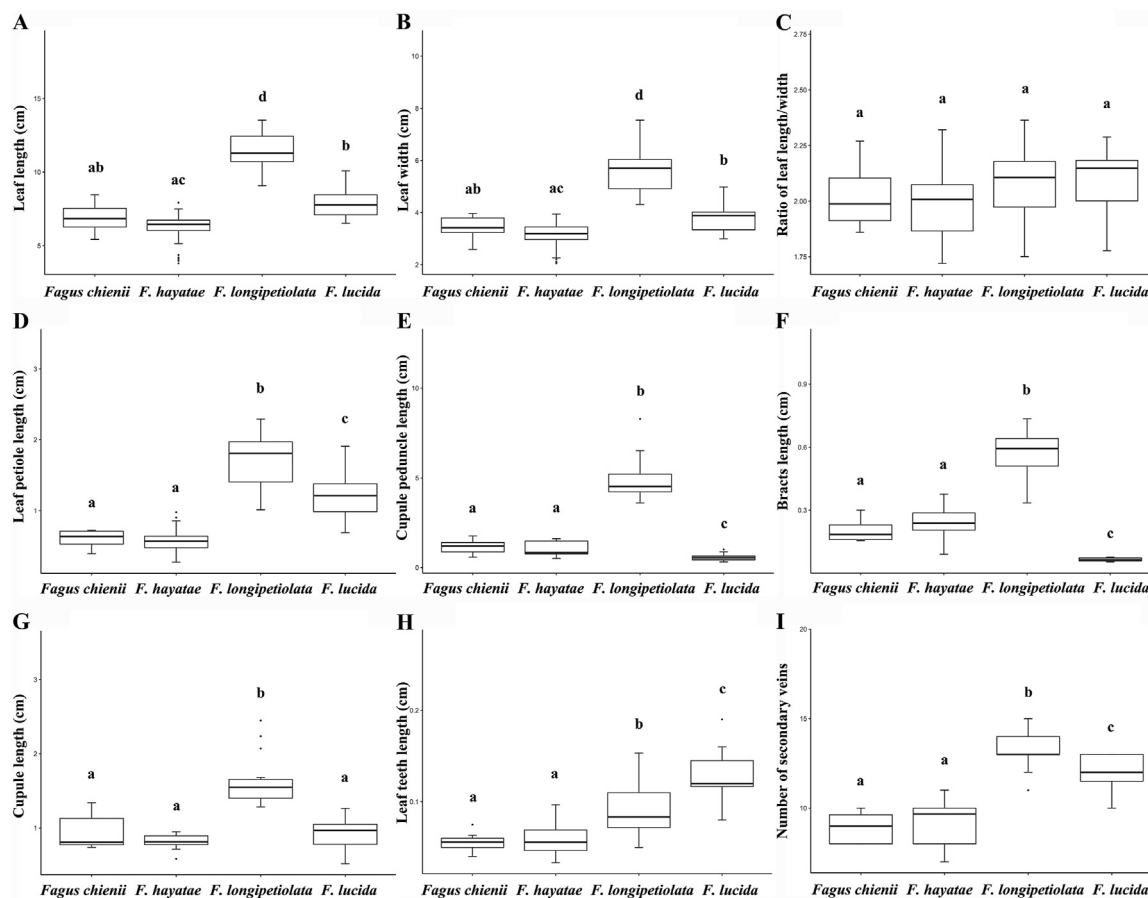 A
Leaf length (cm)
15
10
5
ab
ac
d
b
Fagus chienii F. hayatae F. longipetiolata F. lucida
B
Leaf width (cm)
10
8
6
4
2
ab
ac
d
b
Fagus chienii F. hayatae F. longipetiolata F. lucida
C
Ratio of leaf length/width
2.75
2.50
2.25
2.00
1.75
a
a
a
a
Fagus chienii F. hayatae F. longipetiolata F. lucida
D
Leaf petiole length (cm)
3
2
1
a
a
b
c
Fagus chienii F. hayatae F. longipetiolata F. lucida
E
Cupule peduncle length (cm)
10
5
0
a
a
b
c
Fagus chienii F. hayatae F. longipetiolata F. lucida
F
Bracts length (cm)
0.9
0.6
0.3
a
a
b
c
Fagus chienii F. hayatae F. longipetiolata F. lucida
G
Cupule length (cm)
3
2
1
a
a
b
a
Fagus chienii F. hayatae F. longipetiolata F. lucida
H
Leaf teeth length (cm)
0.2
0.1
a
a
b
c
Fagus chienii F. hayatae F. longipetiolata F. lucida
I
Number of secondary veins
20
15
10
a
a
b
c
Fagus chienii F. hayatae F. longipetiolata F. lucida